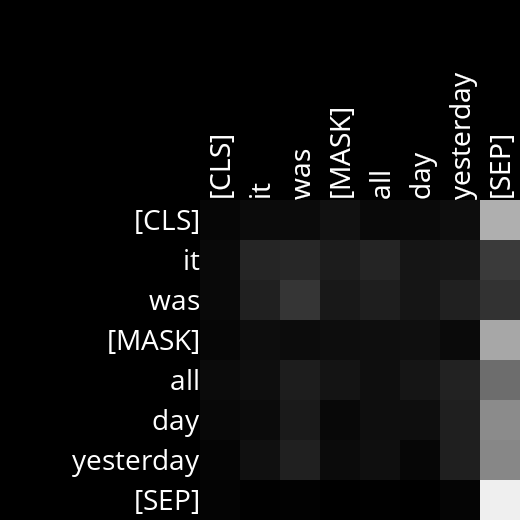 [CLS] it was [MASK] all day yesterday [SEP]
[CLS]
it
was
[MASK]
all
day
yesterday
[SEP]